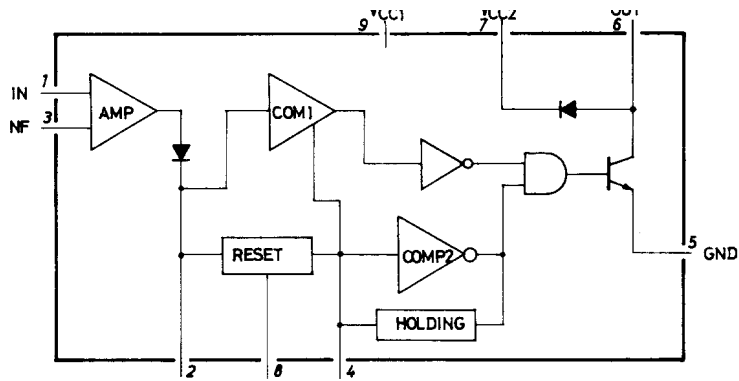 9 VCC1
7 VCC2
6 OUT
IN 1
NF 3
AMP
COM1
RESET
COMP2
HOLDING
5 GND
2
8
4